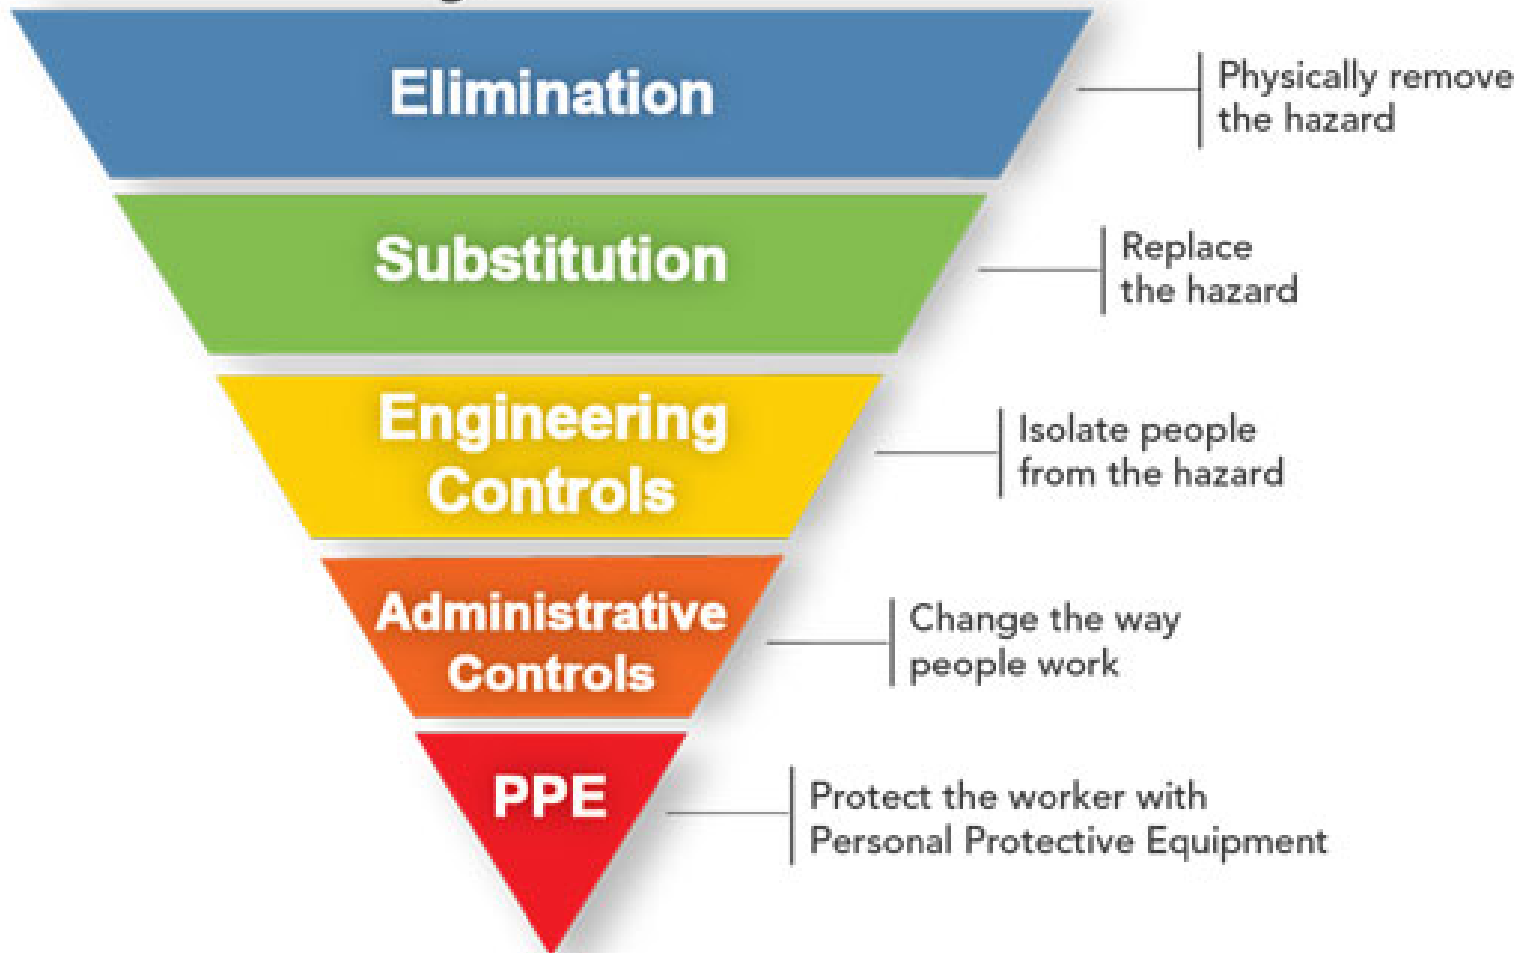 Elimination
Physically remove
the hazard
Substitution
Replace
the hazard
Engineering
Controls
Isolate people
from the hazard
Administrative
Controls
Change the way
people work
PPE
Protect the worker with
Personal Protective Equipment